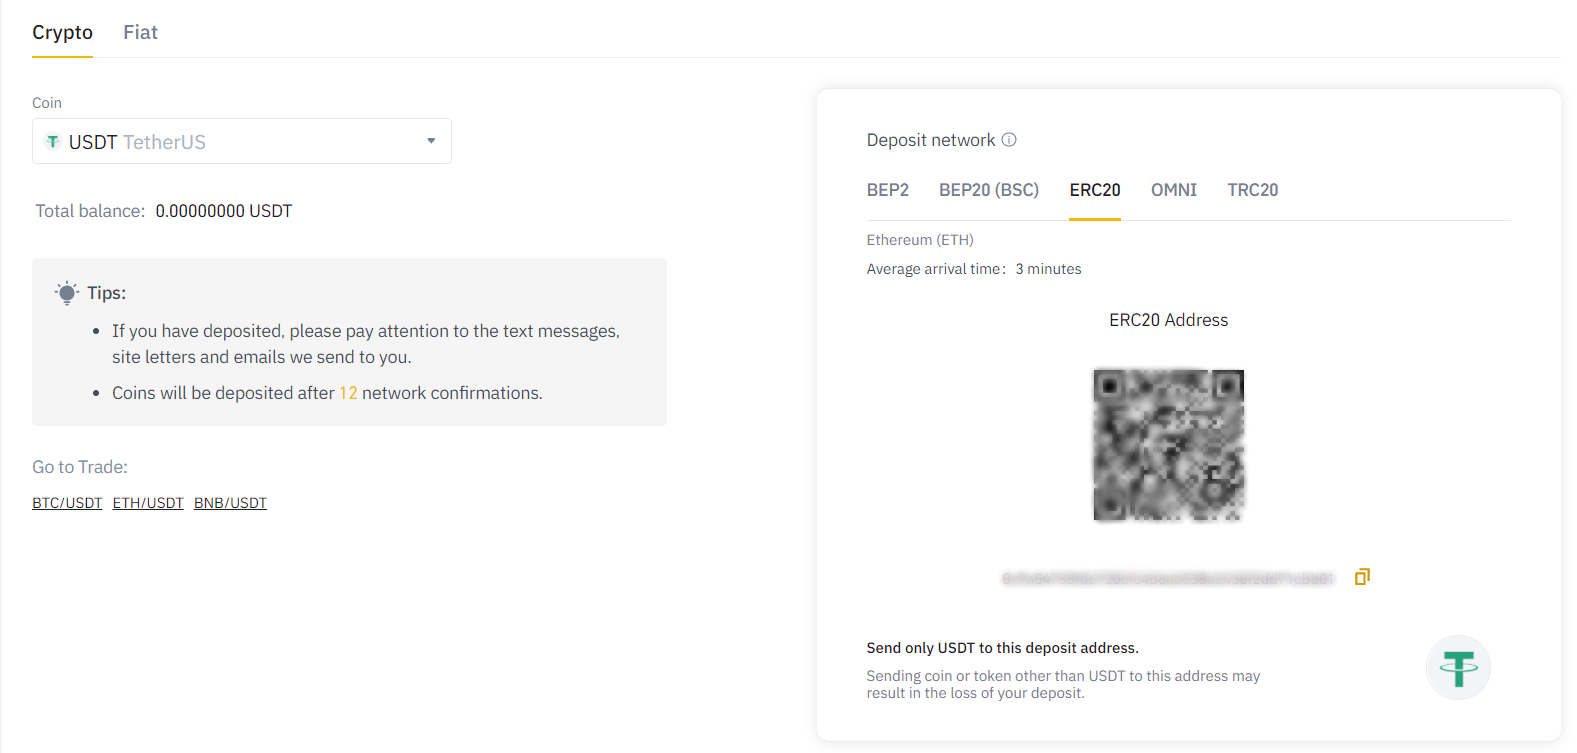 Crypto Fiat
Coin
USDT TetherUS
Total balance: 0.00000000 USDT
Tips:
If you have deposited, please pay attention to the text messages,
site letters and emails we send to you.
Coins will be deposited after 12 network confirmations.
Go to Trade:
BTC/USDT ETH/USDT BNB/USDT
Deposit network
BEP2 BEP20 (BSC) ERC20 OMNI TRC20
Ethereum (ETH)
Average arrival time: 3 minutes
ERC20 Address
Send only USDT to this deposit address.
Sending coin or token other than USDT to this address may
result in the loss of your deposit.